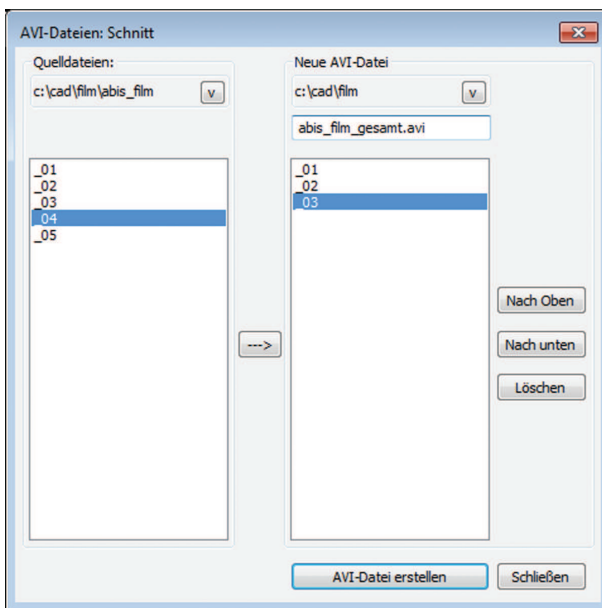 AVI-Dateien: Schnitt
Quelldateien:
c:\cad\film\abis_film
v
_01
_02
_03
_04
_05
--->
Neue AVI-Datei
c:\cad\film
v
abis_film_gesamt.avi
_01
_02
_03
Nach Oben
Nach unten
Löschen
AVI-Datei erstellen
Schließen